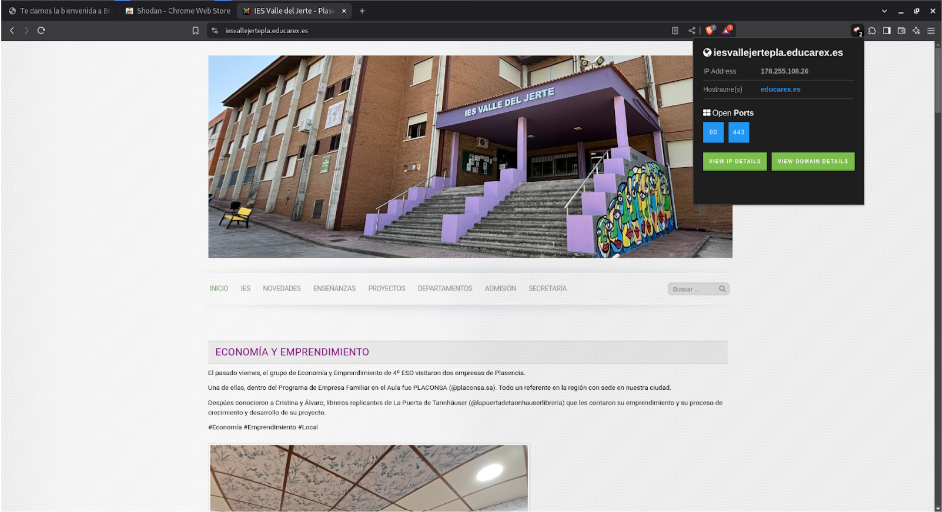 Te damos la bienvenida a Br
Shodan - Chrome Web Store
IES Valle del Jerte - Plase
iesvallejertepla.educarex.es
2
iesvallejertepla.educarex.es
IP Address 178.255.108.26
Hostname(s) educarex.es
Open Ports
80 443
VIEW IP DETAILS VIEW DOMAIN DETAILS
IES VALLE DEL JERTE
INICIO IES NOVEDADES ENSEÑANZAS PROYECTOS DEPARTAMENTOS ADMISIÓN SECRETARÍA
Buscar ...
ECONOMÍA Y EMPRENDIMIENTO
El pasado viernes, el grupo de Economía y Emprendimiento de 4º ESO visitaron dos empresas de Plasencia.
Una de ellas, dentro del Programa de Empresa Familiar en el Aula fue PLACONSA (@placonsa.sa). Todo un referente en la región con sede en nuestra ciudad.
Despúes conocieron a Cristina y Álvaro, libreros replicantes de La Puerta de Tannhäuser (@lapuertadetannhauserlibreria) que les contaron su emprendimiento y su proceso de
crecimiento y desarrollo de su proyecto.
#Economía #Emprendimiento #Local